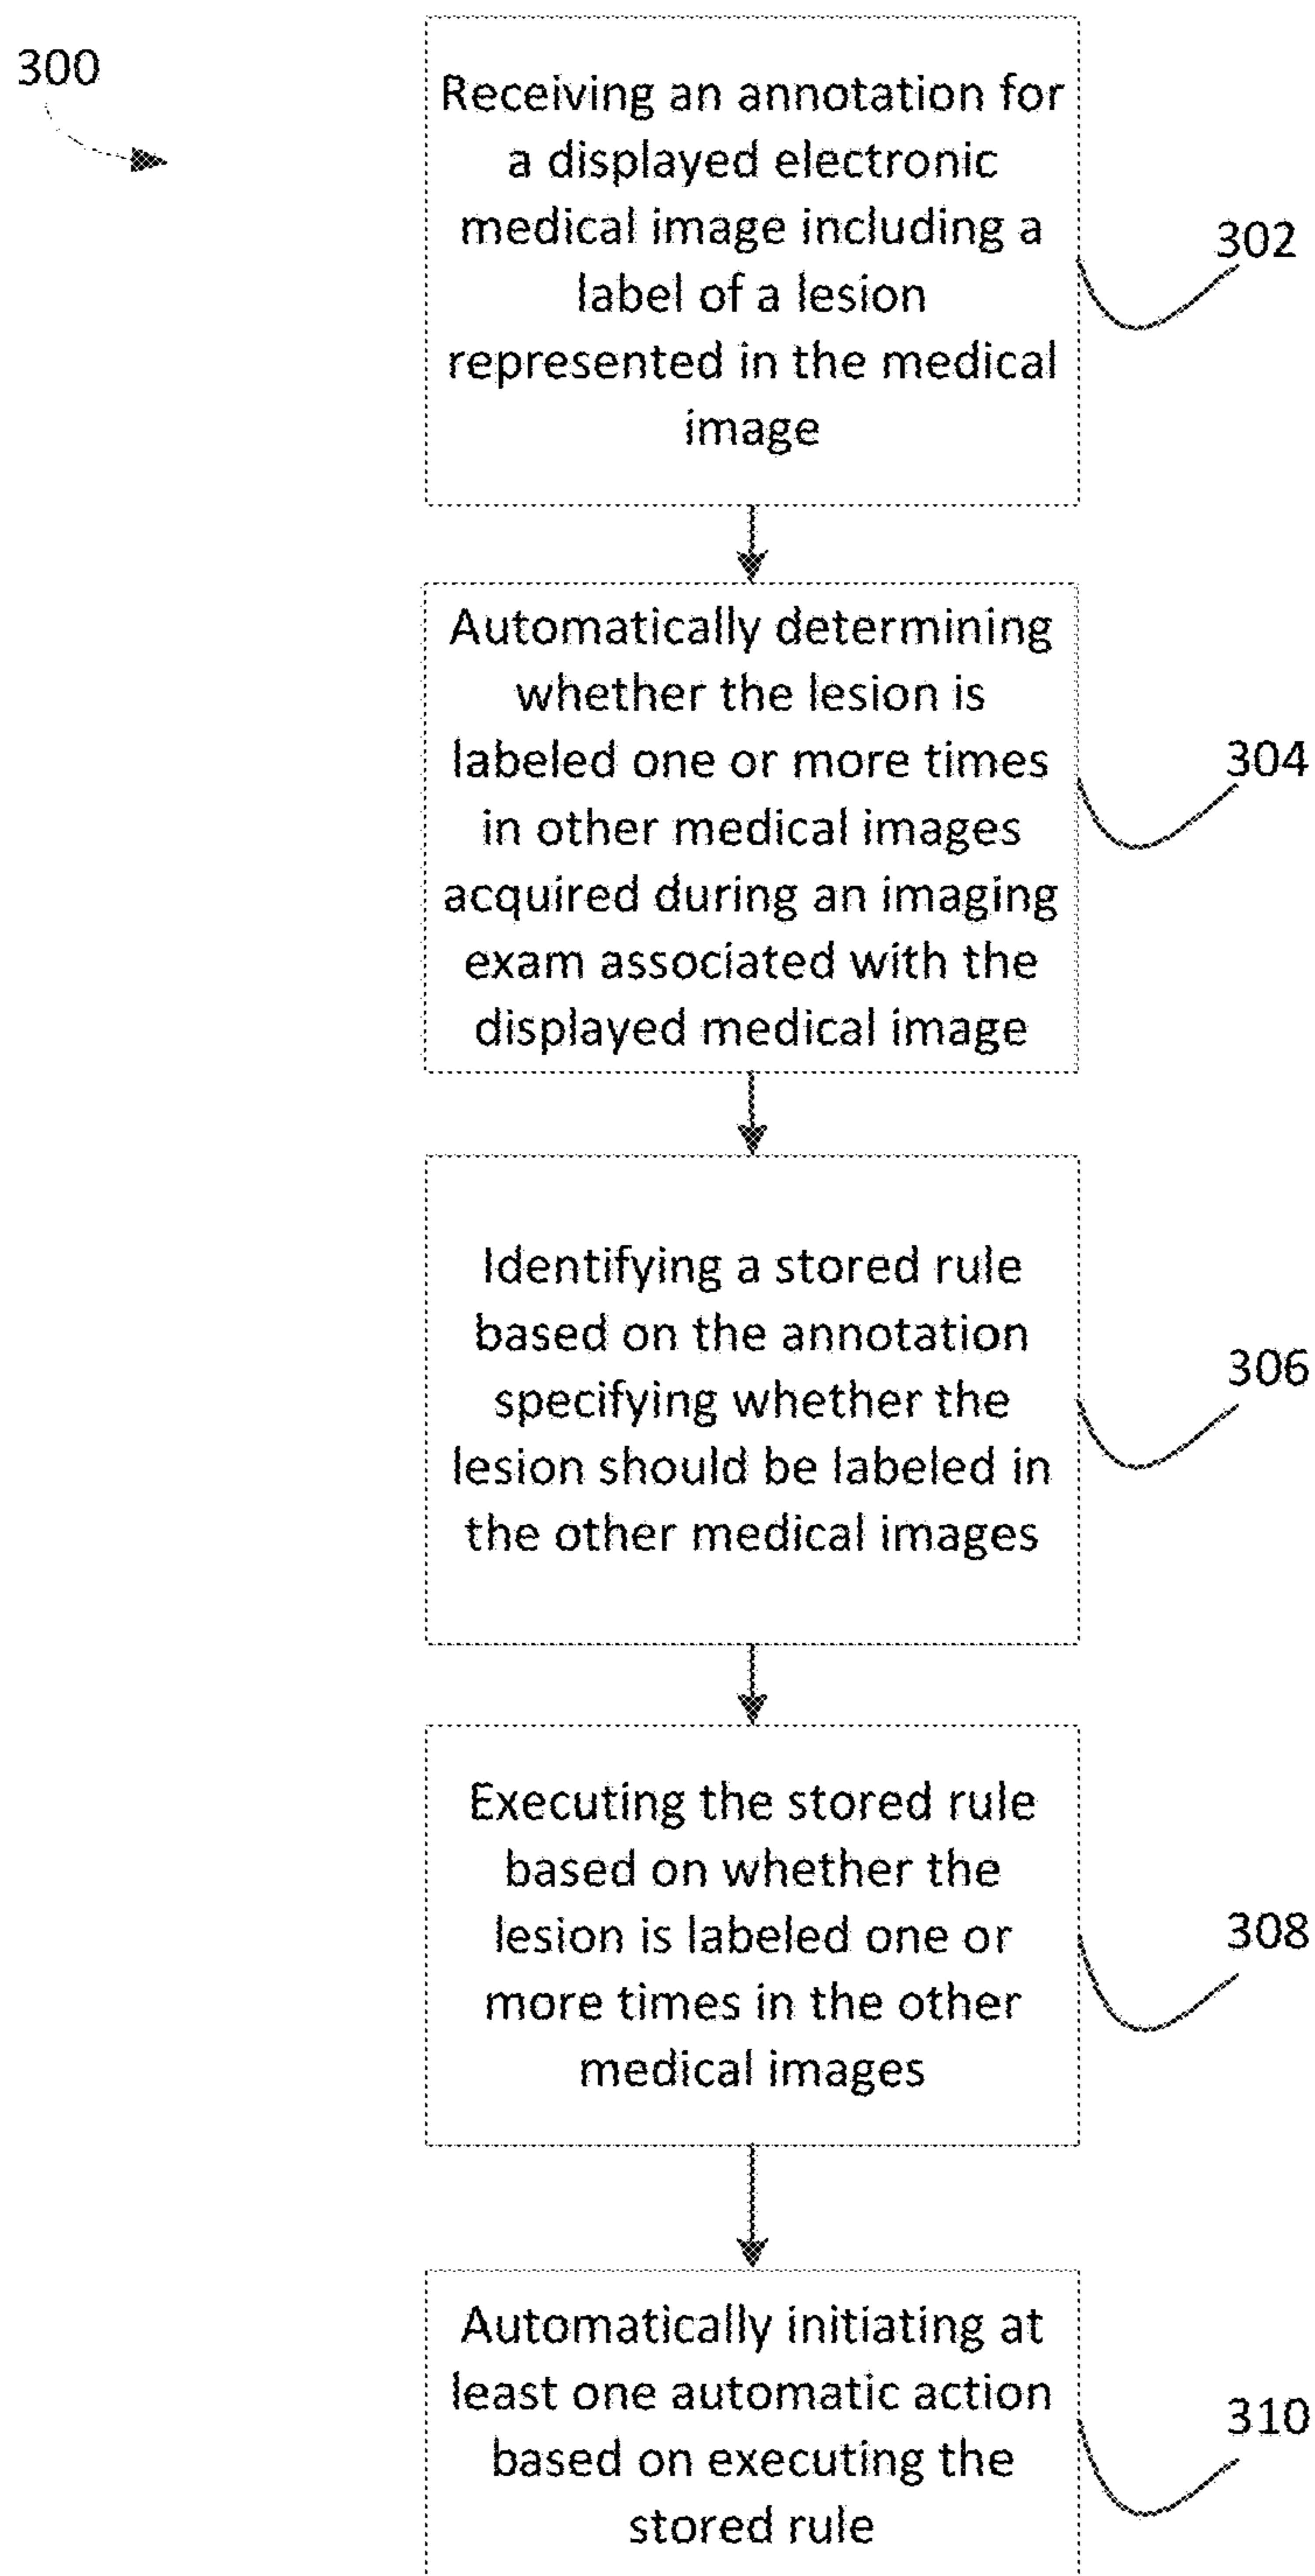 300
Receiving an annotation for
a displayed electronic
medical image including a
label of a lesion
represented in the medical
image
302
Automatically determining
whether the lesion is
labeled one or more times
in other medical images
acquired during an imaging
exam associated with the
displayed medical image
304
Identifying a stored rule
based on the annotation
specifying whether the
lesion should be labeled in
the other medical images
306
Executing the stored rule
based on whether the
lesion is labeled one or
more times in the other
medical images
308
Automatically initiating at
least one automatic action
based on executing the
stored rule
310